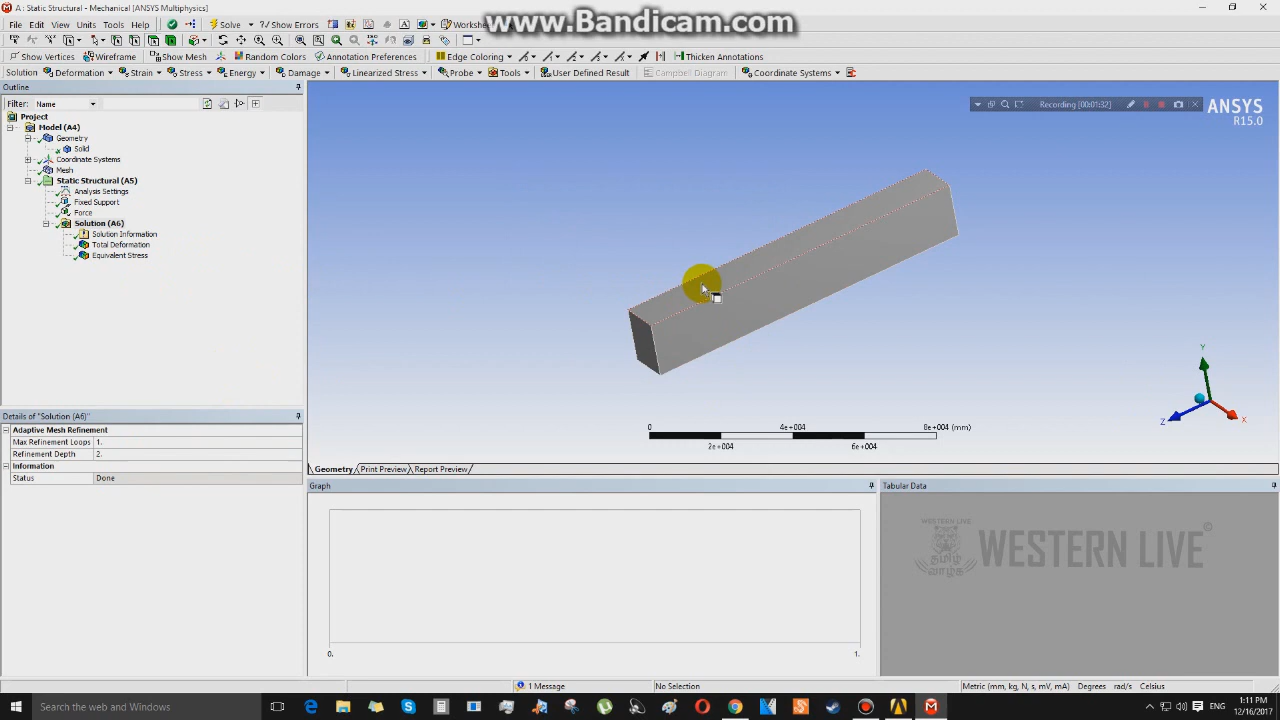 A: Static Structural - Mechanical [ANSYS Multiphysics]
www.Bandicam.com
File Edit View Units Tools Help Solve ?/ Show Errors Worksheet
Show Vertices Wireframe Show Mesh Random Colors Annotation Preferences Edge Coloring Thicken Annotations
Solution Deformation Strain Stress Energy Damage Linearized Stress Probe Tools User Defined Result Campbell Diagram Coordinate Systems
Outline
Filter: Name
Project
Model (A4)
Geometry
Solid
Coordinate Systems
Mesh
Static Structural (A5)
Analysis Settings
Fixed Support
Force
Solution (A6)
Solution Information
Total Deformation
Equivalent Stress
Recording [00:01:32]
ANSYS
R15.0
Y
Z
X
0 4e+004 8e+004 (mm)
2e+004 6e+004
Details of "Solution (A6)"
Adaptive Mesh Refinement
Max Refinement Loops 1.
Refinement Depth 2.
Information
Status Done
Geometry Print Preview Report Preview
Graph
0. 1.
Tabular Data
WESTERN LIVE
WESTERN LIVE ©
தமிழ்
வாழ்க
1 Message No Selection Metric (mm, kg, N, s, mV, mA) Degrees rad/s Celsius
Search the web and Windows
ENG
1:11 PM
12/16/2017